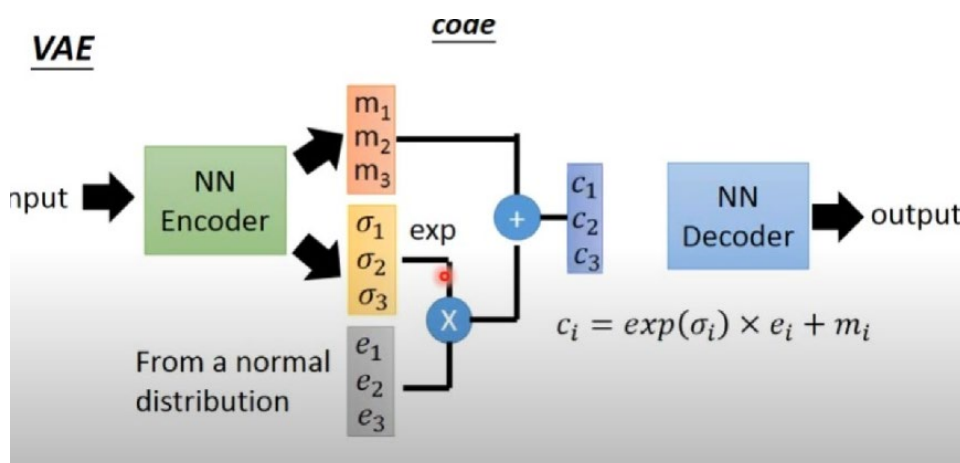 VAE
code
nput
NN
Encoder
m₁
m₂
m₃
σ₁
σ₂
σ₃
exp
From a normal
distribution
e₁
e₂
e₃
X
+
c₁
c₂
c₃
NN
Decoder
output
cᵢ = exp(σᵢ) × eᵢ + mᵢ